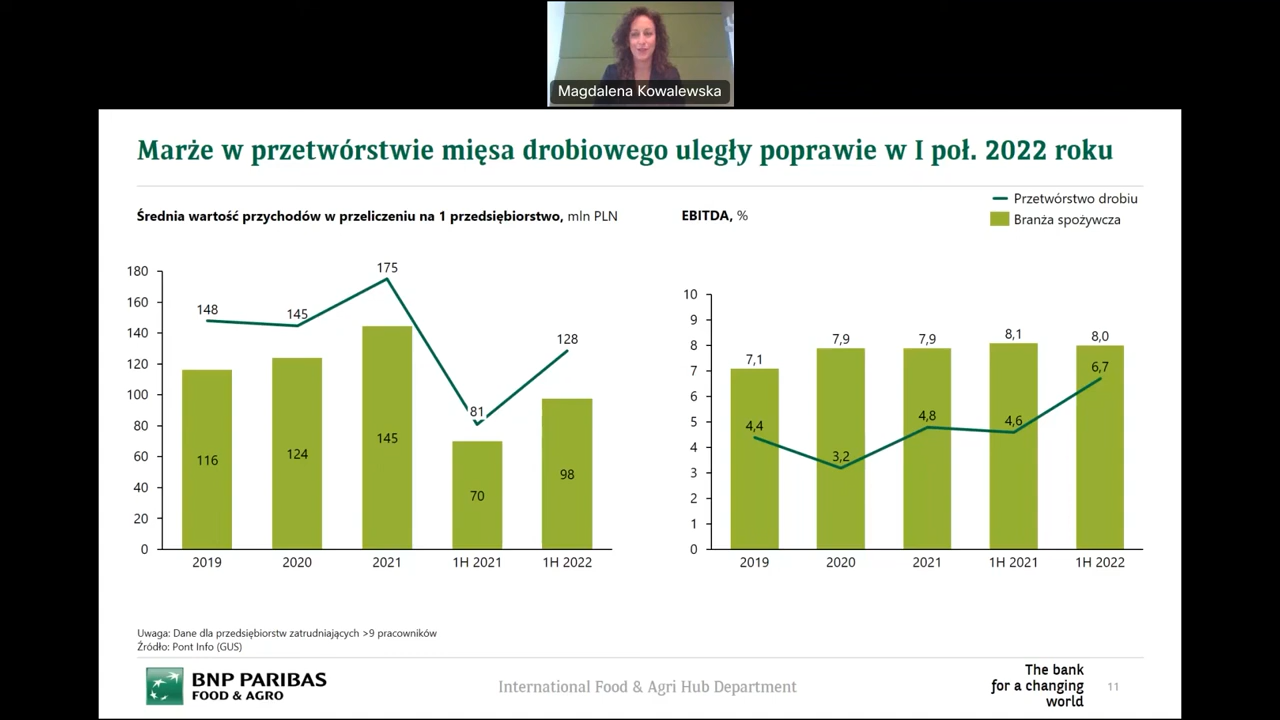 Magdalena Kowalewska
Marże w przetwórstwie mięsa drobiowego uległy poprawie w I poł. 2022 roku
Średnia wartość przychodów w przeliczeniu na 1 przedsiębiorstwo, mln PLN
EBITDA, %
Przetwórstwo drobiu
Branża spożywcza
180
160
140
120
100
80
60
40
20
0
148
145
175
81
128
116
124
145
70
98
2019
2020
2021
1H 2021
1H 2022
10
9
8
7
6
5
4
3
2
1
0
7,1
7,9
7,9
8,1
8,0
4,4
3,2
4,8
4,6
6,7
2019
2020
2021
1H 2021
1H 2022
Uwaga: Dane dla przedsiębiorstw zatrudniających >9 pracowników
Źródło: Pont Info (GUS)
BNP PARIBAS
FOOD & AGRO
International Food & Agri Hub Department
The bank
for a changing
world
11